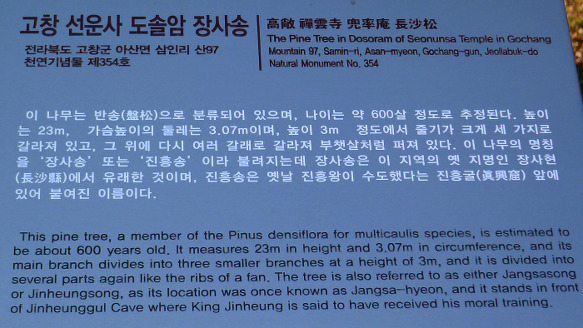 고창 선운사 도솔암 장사송
전라북도 고창군 아산면 삼인리 산97
천연기념물 제354호
高敞 禪雲寺 兜率庵 長沙松
The Pine Tree in Dosoram of Seonunsa Temple in Gochang
Mountain 97, Samin-ri, Asan-myeon, Gochang-gun, Jeollabuk-do
Natural Monument No. 354
이 나무는 반송(盤松)으로 분류되어 있으며, 나이는 약 600살 정도로 추정된다. 높이
는 23m, 가슴높이의 둘레는 3.07m이며, 높이 3m 정도에서 줄기가 크게 세 가지로
갈라져 있고, 그 위에 다시 여러 갈래로 갈라져 부챗살처럼 퍼져 있다. 이 나무의 명칭
을 ‘장사송’ 또는 ‘진흥송’ 이라 불려지는데 장사송은 이 지역의 옛 지명인 장사현
(長沙縣)에서 유래한 것이며, 진흥송은 옛날 진흥왕이 수도했다는 진흥굴(眞興窟) 앞에
있어 붙여진 이름이다.
This pine tree, a member of the Pinus densiflora for multicaulis species, is estimated to
be about 600 years old. It measures 23m in height and 3.07m in circumference, and its
main branch divides into three smaller branches at a height of 3m, and it is divided into
several parts again like the ribs of a fan. The tree is also referred to as either Jangsasong
or Jinheungsong, as its location was once known as Jangsa-hyeon, and it stands in front
of Jinheunggul Cave where King Jinheung is said to have received his moral training.